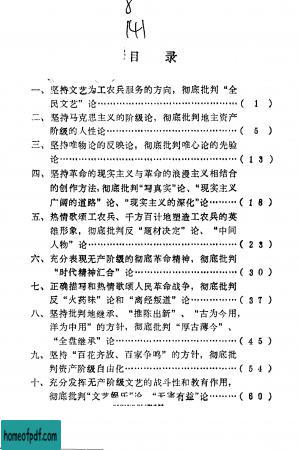 8
目录
一、坚持文艺为工农兵服务的方向，彻底批判“全
民文艺”论……………………………( 1 )
二、坚持马克思主义的阶级论，彻底批判地主资产
阶级的人性论……………………………( 5 )
三、坚持唯物论的反映论，彻底批判唯心论的先验
论……………………………( 13 )
四、坚持革命的现实主义与革命的浪漫主义相结合
的创作方法，彻底批判“写真实”论、“现实主义
广阔的道路”论、“现实主义的深化”论……( 18 )
五、热情歌颂工农兵、千方百计地塑造工农兵的英
雄形象，彻底批判反“题材决定”论、“中间
人物”论……………………………( 23 )
六、充分表现无产阶级的彻底革命精神，彻底批判
“时代精神汇合”论……………………………( 30 )
七、正确描写和热情歌颂人民革命战争，彻底批判
反“火药味”论和“离经叛道”论……………( 37 )
八、坚持批判地继承、“推陈出新”、“古为今用，
洋为中用”的方针，彻底批判“厚古薄今”、
“全盘继承”论……………………………( 45 )
九、坚持“百花齐放、百家争鸣”的方针，彻底批
判资产阶级自由化……………………………( 54 )
十、充分发挥无产阶级文艺的战斗性和教育作用，
彻底批判“文艺娱乐”论、“无害有益”论……( 60 )
homeofpdf.com
homeofpdf.com